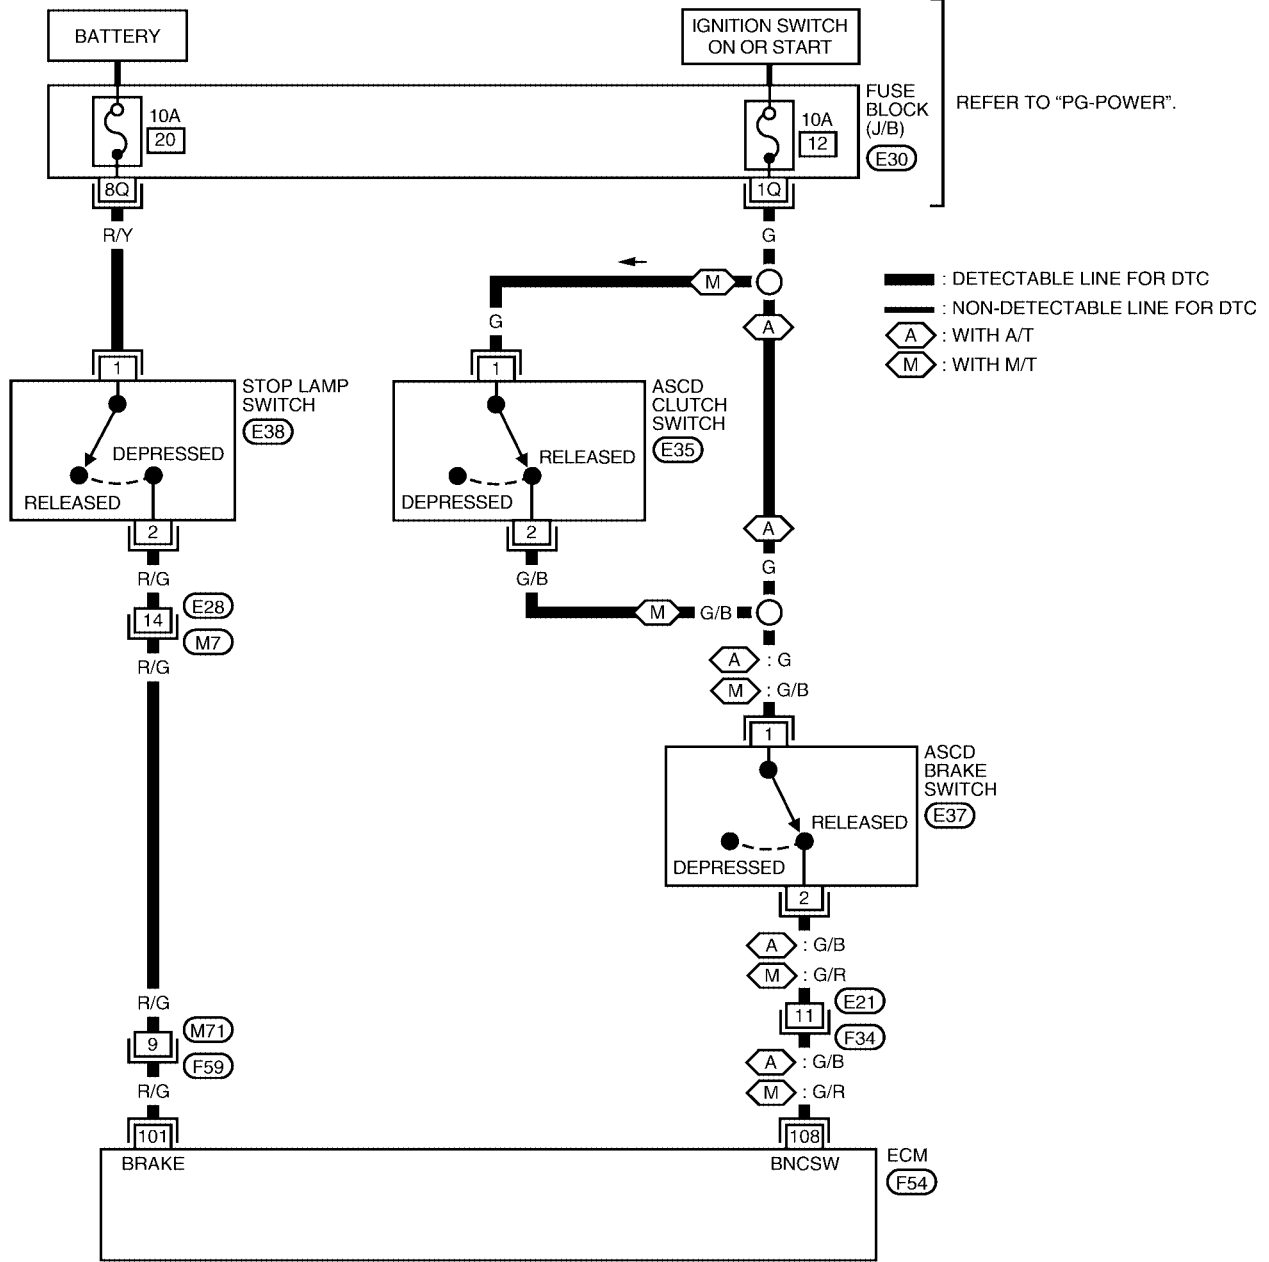 BATTERY
IGNITION SWITCH
ON OR START
10A
20
10A
12
FUSE
BLOCK
(J/B)
E30
REFER TO “PG-POWER”.
8Q
1Q
R/Y
G
M
A
: DETECTABLE LINE FOR DTC
: NON-DETECTABLE LINE FOR DTC
A : WITH A/T
M : WITH M/T
G
1
STOP LAMP
SWITCH
E38
DEPRESSED
RELEASED
2
1
ASCD
CLUTCH
SWITCH
E35
RELEASED
DEPRESSED
2
A
G
R/G
G/B
14
E28
M7
M
G/B
R/G
A : G
M : G/B
1
ASCD
BRAKE
SWITCH
E37
RELEASED
DEPRESSED
2
A : G/B
M : G/R
R/G
11
E21
F34
9
M71
F59
A : G/B
M : G/R
R/G
101
108
BRAKE
BNCSW
ECM
F54